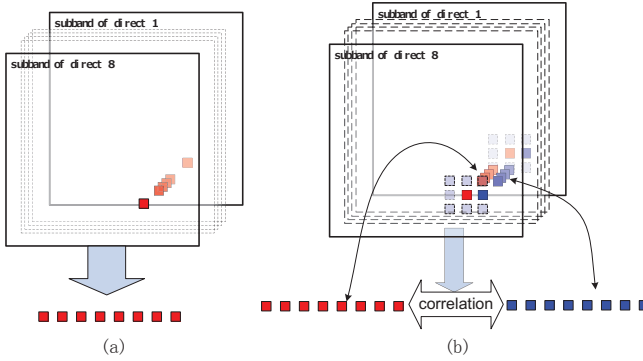 subband of direct 1
subband of direct 8
(a)
subband of direct 1
subband of direct 8
correlation
(b)